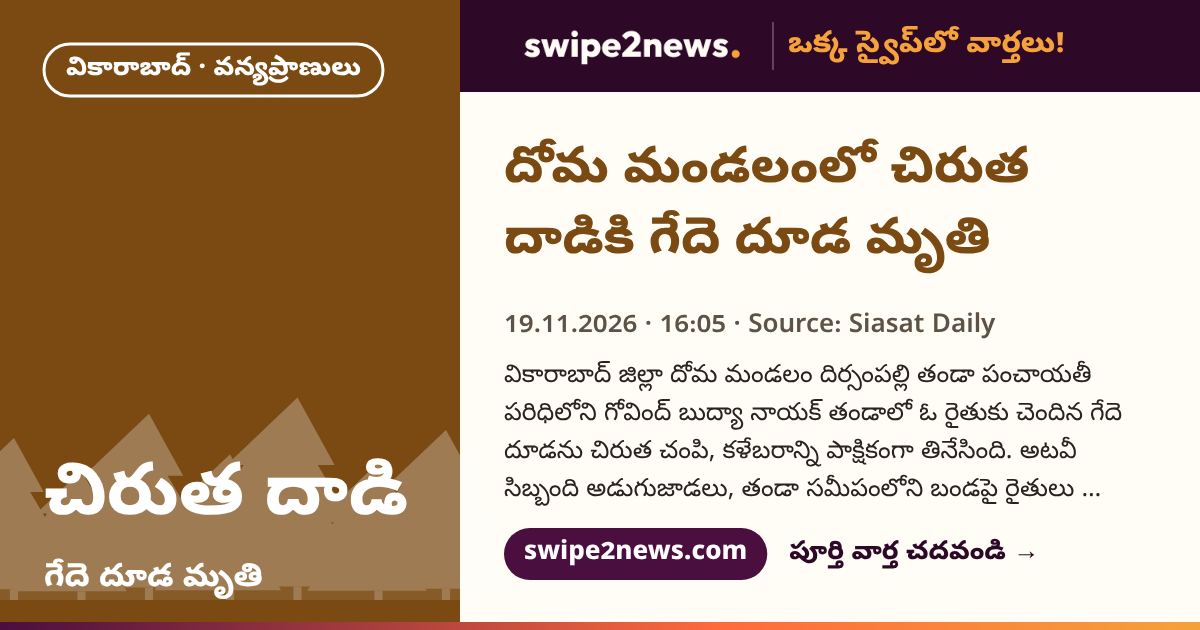 వికారాబాద్ · వన్యప్రాణులు
చిరుత దాడి
గేదె దూడ మృతి
swipe2news.
ఒక్క స్వైప్‌లో వార్తలు!
దోమ మండలంలో చిరుత
దాడికి గేదె దూడ మృతి
19.11.2026 · 16:05 · Source: Siasat Daily
వికారాబాద్ జిల్లా దోమ మండలం దిర్సంపల్లి తండా పంచాయతీ
పరిధిలోని గోవింద్ బుద్యా నాయక్ తండాలో ఓ రైతుకు చెందిన గేదె
దూడను చిరుత చంపి, కళేబరాన్ని పాక్షికంగా తినేసింది. అటవీ
సిబ్బంది అడుగుజాడలు, తండా సమీపంలోని బండపై రైతులు ...
swipe2news.com
పూర్తి వార్త చదవండి →